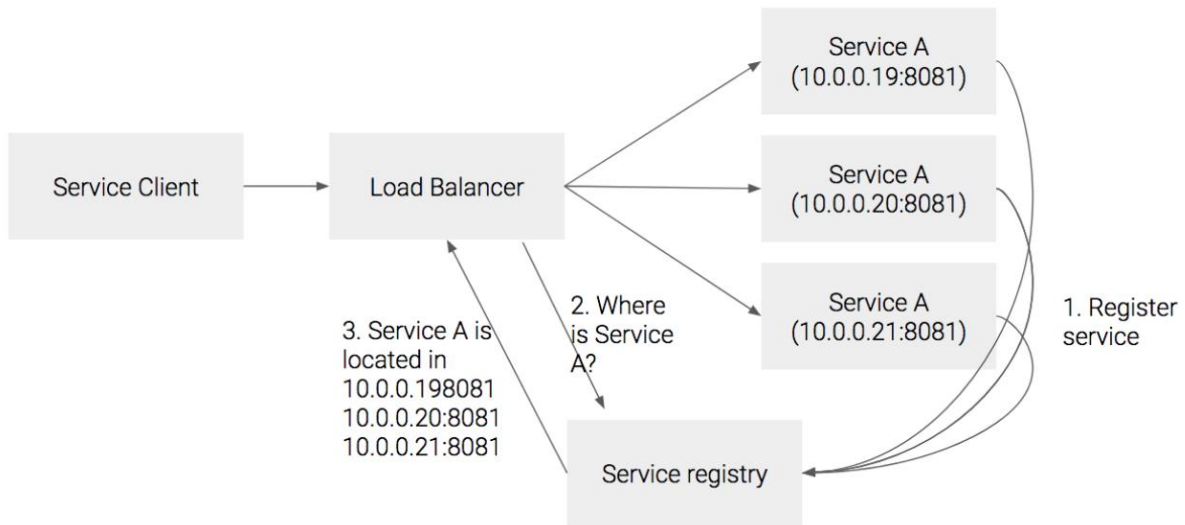 Service A
(10.0.0.19:8081)
Service Client
Load Balancer
Service A
(10.0.0.20:8081)
Service A
(10.0.0.21:8081)
1. Register
service
2. Where
is Service
A?
3. Service A is
located in
10.0.0.198081
10.0.0.20:8081
10.0.0.21:8081
Service registry